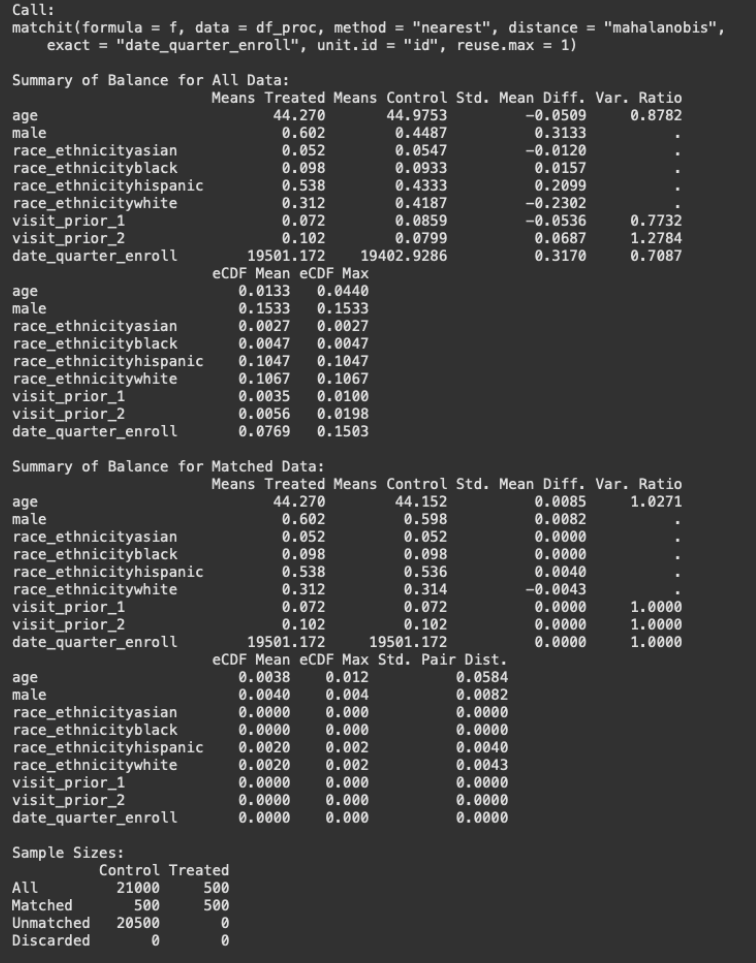 Call:
matchit(formula = f, data = df_proc, method = "nearest", distance = "mahalanobis",
    exact = "date_quarter_enroll", unit.id = "id", reuse.max = 1)

Summary of Balance for All Data:
                       Means Treated Means Control Std. Mean Diff. Var. Ratio
age                           44.270       44.9753         -0.0509     0.8782
male                           0.602        0.4487          0.3133          .
race_ethnicityasian            0.052        0.0547         -0.0120          .
race_ethnicityblack            0.098        0.0933          0.0157          .
race_ethnicityhispanic         0.538        0.4333          0.2099          .
race_ethnicitywhite            0.312        0.4187         -0.2302          .
visit_prior_1                  0.072        0.0859         -0.0536     0.7732
visit_prior_2                  0.102        0.0799          0.0687     1.2784
date_quarter_enroll        19501.172    19402.9286          0.3170     0.7087
                       eCDF Mean eCDF Max
age                       0.0133   0.0440
male                      0.1533   0.1533
race_ethnicityasian       0.0027   0.0027
race_ethnicityblack       0.0047   0.0047
race_ethnicityhispanic    0.1047   0.1047
race_ethnicitywhite       0.1067   0.1067
visit_prior_1             0.0035   0.0100
visit_prior_2             0.0056   0.0198
date_quarter_enroll       0.0769   0.1503

Summary of Balance for Matched Data:
                       Means Treated Means Control Std. Mean Diff. Var. Ratio
age                           44.270        44.152          0.0085     1.0271
male                           0.602         0.598          0.0082          .
race_ethnicityasian            0.052         0.052          0.0000          .
race_ethnicityblack            0.098         0.098          0.0000          .
race_ethnicityhispanic         0.538         0.536          0.0040          .
race_ethnicitywhite            0.312         0.314         -0.0043          .
visit_prior_1                  0.072         0.072          0.0000     1.0000
visit_prior_2                  0.102         0.102          0.0000     1.0000
date_quarter_enroll        19501.172     19501.172          0.0000     1.0000
                       eCDF Mean eCDF Max Std. Pair Dist.
age                       0.0038    0.012          0.0584
male                      0.0040    0.004          0.0082
race_ethnicityasian       0.0000    0.000          0.0000
race_ethnicityblack       0.0000    0.000          0.0000
race_ethnicityhispanic    0.0020    0.002          0.0040
race_ethnicitywhite       0.0020    0.002          0.0043
visit_prior_1             0.0000    0.000          0.0000
visit_prior_2             0.0000    0.000          0.0000
date_quarter_enroll       0.0000    0.000          0.0000

Sample Sizes:
          Control Treated
All         21000     500
Matched       500     500
Unmatched   20500       0
Discarded       0       0